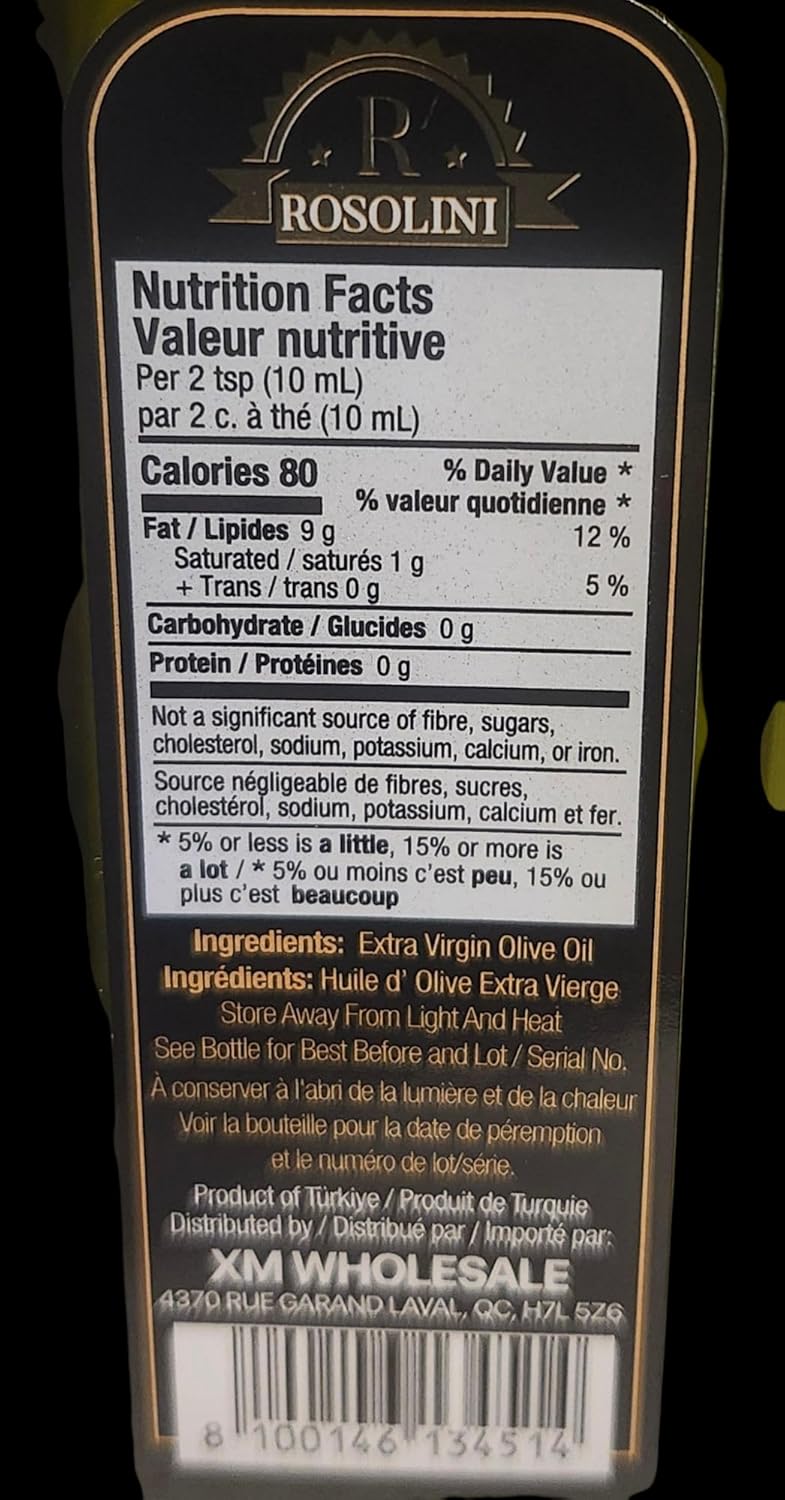 R
ROSOLINI
Nutrition Facts
Valeur nutritive
Per 2 tsp (10 mL)
par 2 c. à thé (10 mL)
Calories 80 % Daily Value *
% valeur quotidienne *
Fat / Lipides 9 g 12 %
Saturated / saturés 1 g
+ Trans / trans 0 g 5 %
Carbohydrate / Glucides 0 g
Protein / Protéines 0 g
Not a significant source of fibre, sugars,
cholesterol, sodium, potassium, calcium, or iron.
Source négligeable de fibres, sucres,
cholestérol, sodium, potassium, calcium et fer.
* 5% or less is a little, 15% or more is
a lot / * 5% ou moins c'est peu, 15% ou
plus c'est beaucoup
Ingredients: Extra Virgin Olive Oil
Ingrédients: Huile d' Olive Extra Vierge
Store Away From Light And Heat
See Bottle for Best Before and Lot / Serial No.
À conserver à l'abri de la lumière et de la chaleur
Voir la bouteille pour la date de péremption
et le numéro de lot/série.
Product of Türkiye / Produit de Turquie
Distributed by / Distribué par / Importé par:
XM WHOLESALE
4370 RUE GARAND LAVAL, QC, H7L 5Z6
8 100146 134514